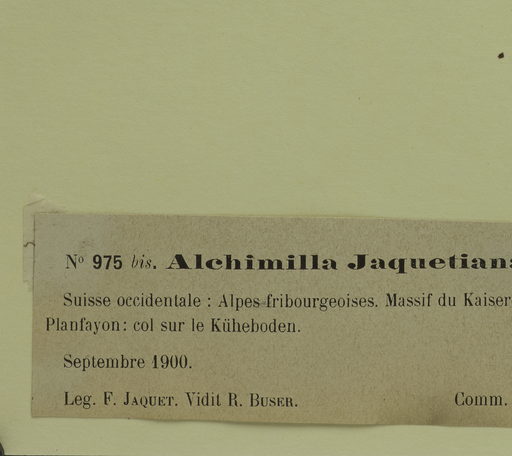 Nº 975 bis. Alchimilla Jaquetiana
Suisse occidentale : Alpes fribourgeoises. Massif du Kaiser
Planfayon: col sur le Küheboden.
Septembre 1900.
Leg. F. JAQUET. Vidit R. BUSER. Comm.